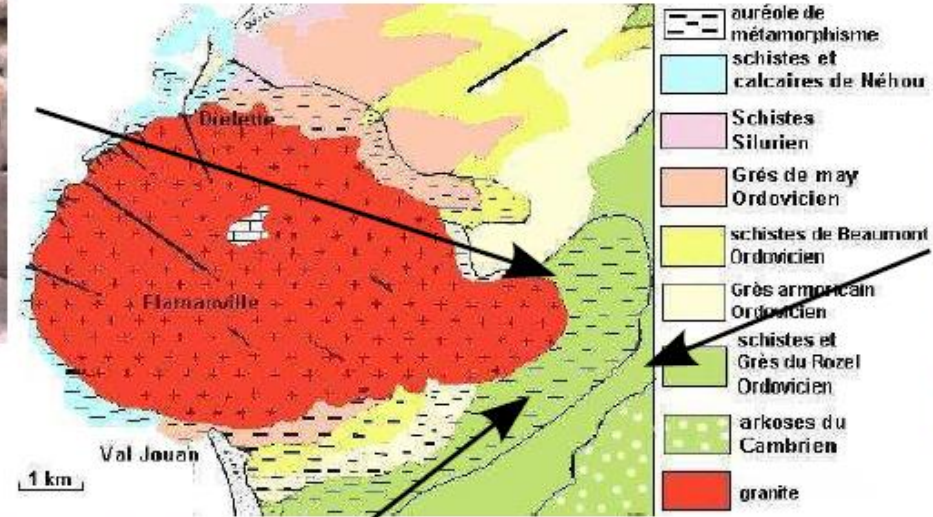 Dielette
Flamanville
Val Jouan
1 km
auréole de
métamorphisme
schistes et
calcaires de Néhou
Schistes
Silurien
Grés de may
Ordovicien
schistes de Beaumont
Ordovicien
Grès armoricain
Ordovicien
schistes et
Grès du Rozel
Ordovicien
arkoses du
Cambrien
granite